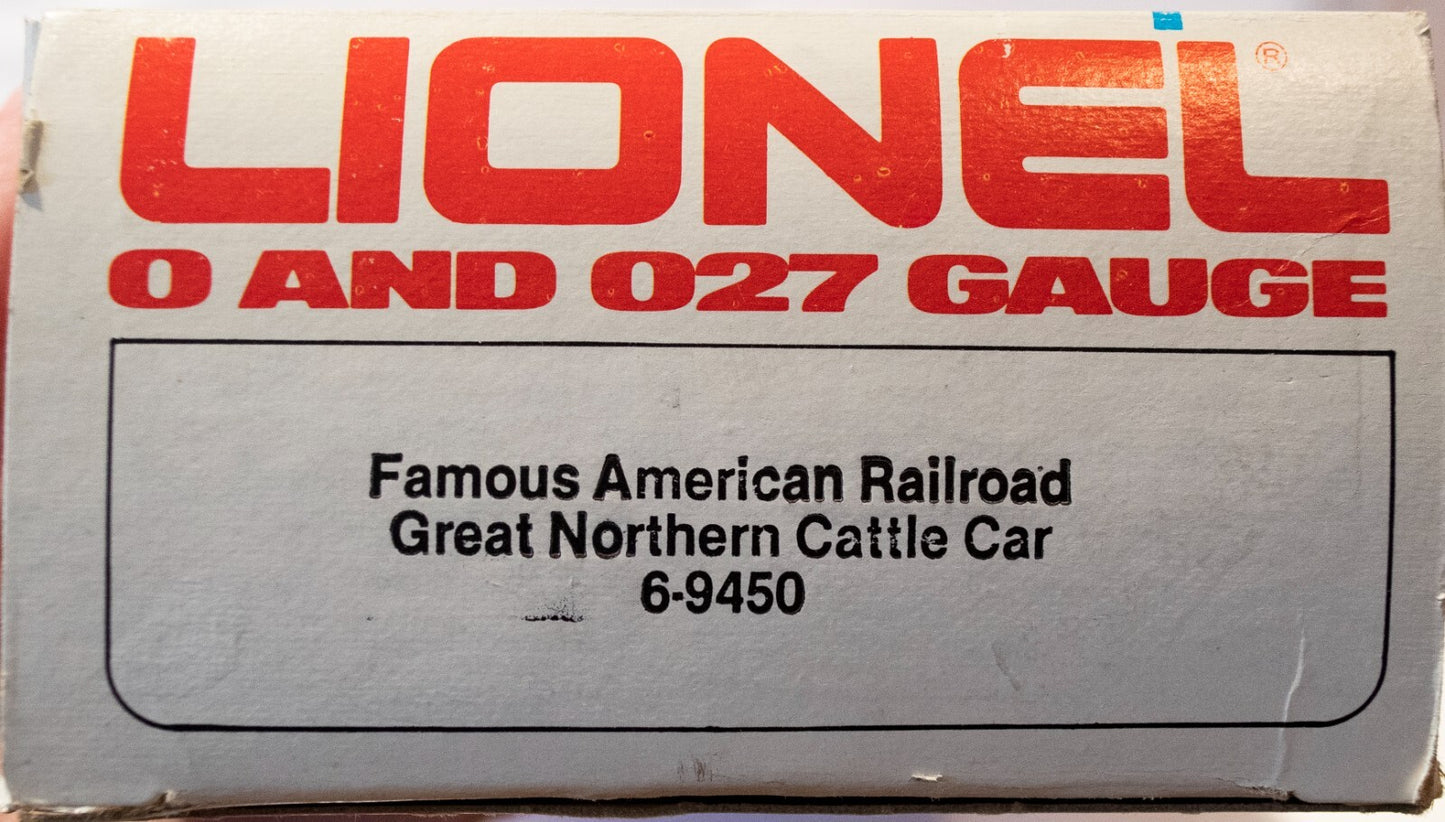 LIONEL®
O AND O27 GAUGE
Famous American Railroad
Great Northern Cattle Car
6-9450